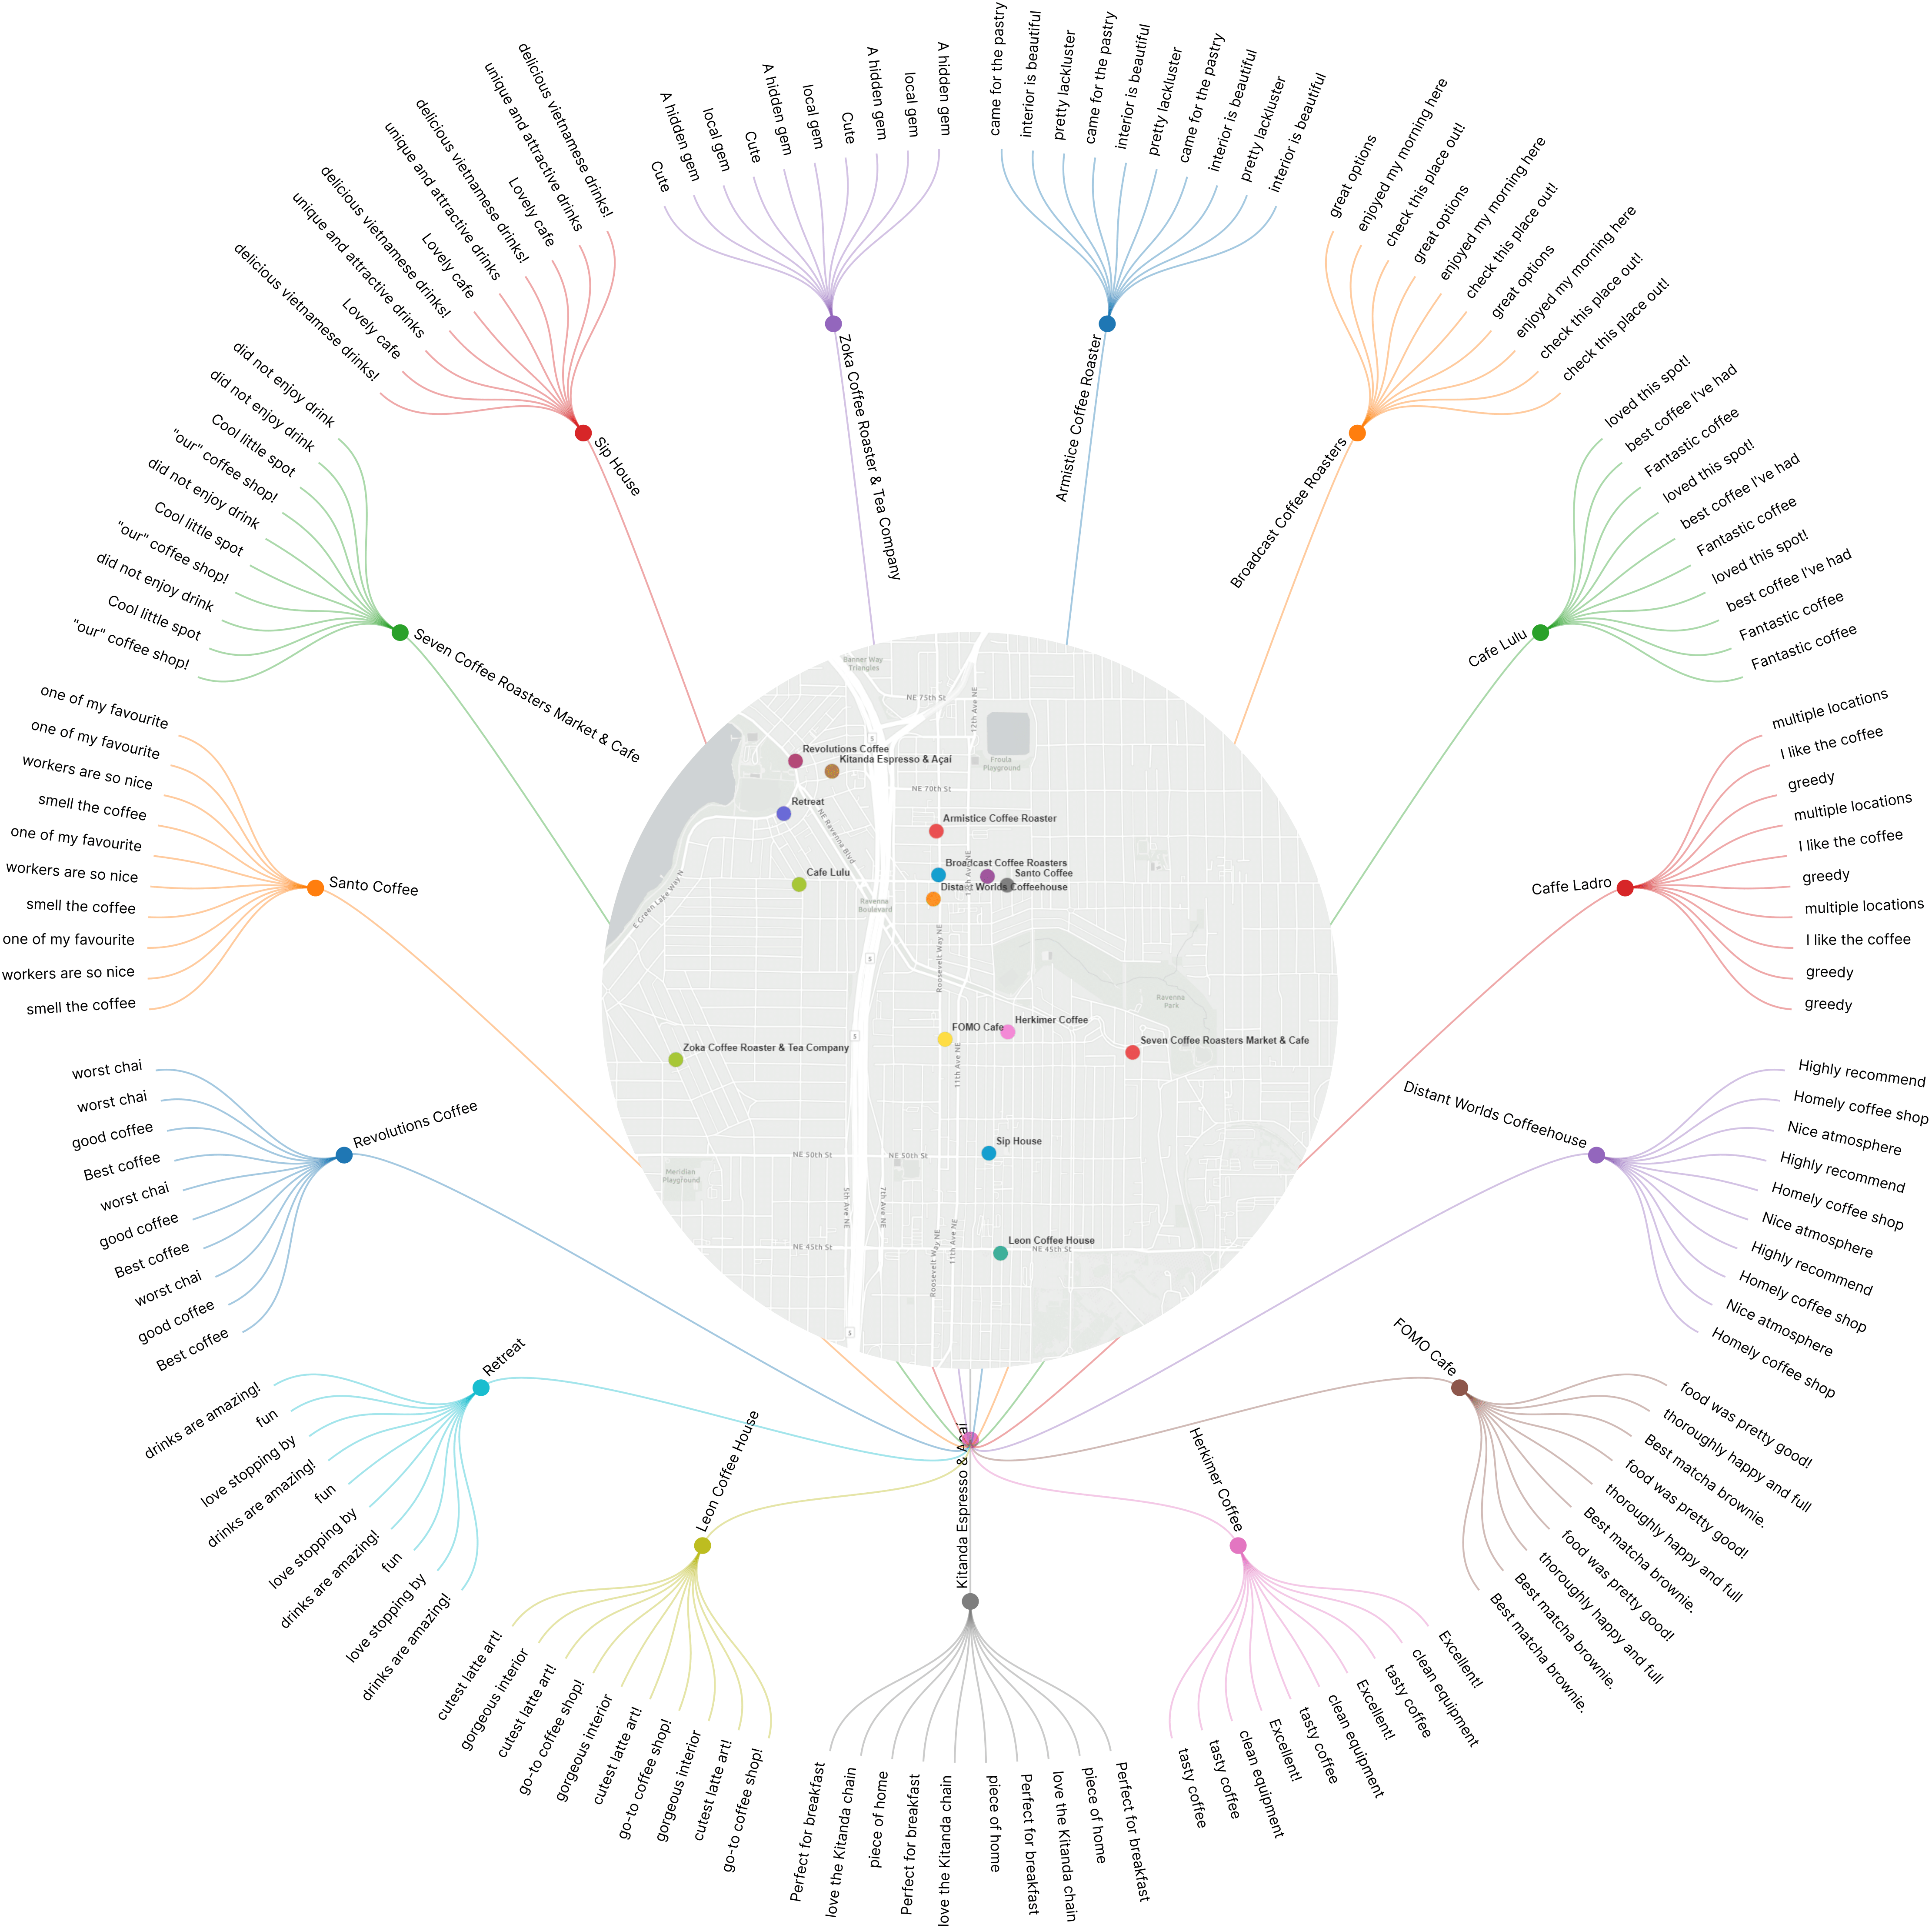 A hidden gem
local gem
A hidden gem
Cute
local gem
A hidden gem
Cute
local gem
A hidden gem
Cute
Zoka Coffee Roaster & Tea Company
came for the pastry
interior is beautiful
pretty lackluster
came for the pastry
interior is beautiful
pretty lackluster
came for the pastry
interior is beautiful
pretty lackluster
interior is beautiful
Armistice Coffee Roaster
great options
enjoyed my morning here
check this place out!
great options
enjoyed my morning here
check this place out!
great options
enjoyed my morning here
check this place out!
check this place out!
Broadcast Coffee Roasters
loved this spot!
best coffee I've had
Fantastic coffee
loved this spot!
best coffee I've had
Fantastic coffee
loved this spot!
best coffee I've had
Fantastic coffee
Fantastic coffee
Cafe Lulu
multiple locations
I like the coffee
greedy
multiple locations
I like the coffee
greedy
multiple locations
I like the coffee
greedy
greedy
Caffe Ladro
Highly recommend
Homely coffee shop
Nice atmosphere
Highly recommend
Homely coffee shop
Nice atmosphere
Highly recommend
Homely coffee shop
Nice atmosphere
Homely coffee shop
Distant Worlds Coffeehouse
food was pretty good!
thoroughly happy and full
Best matcha brownie.
food was pretty good!
thoroughly happy and full
Best matcha brownie.
food was pretty good!
thoroughly happy and full
Best matcha brownie.
Best matcha brownie.
FOMO Cafe
Excellent!
clean equipment
tasty coffee
Excellent!
clean equipment
tasty coffee
Excellent!
clean equipment
tasty coffee
tasty coffee
Herkimer Coffee
Perfect for breakfast
piece of home
love the Kitanda chain
Perfect for breakfast
piece of home
love the Kitanda chain
Perfect for breakfast
piece of home
love the Kitanda chain
Perfect for breakfast
Kitanda Espresso & Açaí
go-to coffee shop!
cutest latte art!
gorgeous interior
go-to coffee shop!
cutest latte art!
gorgeous interior
go-to coffee shop!
cutest latte art!
gorgeous interior
cutest latte art!
Leon Coffee House
drinks are amazing!
love stopping by
fun
drinks are amazing!
love stopping by
fun
drinks are amazing!
love stopping by
fun
drinks are amazing!
Retreat
Best coffee
good coffee
worst chai
Best coffee
good coffee
worst chai
Best coffee
good coffee
worst chai
worst chai
Revolutions Coffee
smell the coffee
workers are so nice
one of my favourite
smell the coffee
workers are so nice
one of my favourite
smell the coffee
workers are so nice
one of my favourite
one of my favourite
Santo Coffee
"our" coffee shop!
Cool little spot
did not enjoy drink
"our" coffee shop!
Cool little spot
did not enjoy drink
"our" coffee shop!
Cool little spot
did not enjoy drink
did not enjoy drink
Seven Coffee Roasters Market & Cafe
delicious vietnamese drinks!
Lovely cafe
unique and attractive drinks
delicious vietnamese drinks!
Lovely cafe
unique and attractive drinks
delicious vietnamese drinks!
Lovely cafe
unique and attractive drinks
delicious vietnamese drinks!
Sip House
Banner Way
Triangles
NE 75th St
12th Ave NE
5
Revolutions Coffee
Kitanda Espresso & Açaí
Froula
Playground
NE 70th St
Retreat
NE Ravenna Blvd
Armistice Coffee Roaster
Broadcast Coffee Roasters
Cafe Lulu
Santo Coffee
Distant Worlds Coffeehouse
12th Ave NE
Ravenna
Boulevard
E Green Lake Way N
Roosevelt Way NE
5
Ravenna
Park
Herkimer Coffee
FOMO Cafe
5
Seven Coffee Roasters Market & Cafe
Zoka Coffee Roaster & Tea Company
11th Ave NE
Sip House
NE 50th St
NE 50th St
Meridian
Playground
5th Ave NE
7th Ave NE
Roosevelt Way NE
11th Ave NE
Leon Coffee House
NE 45th St
NE 45th St
5